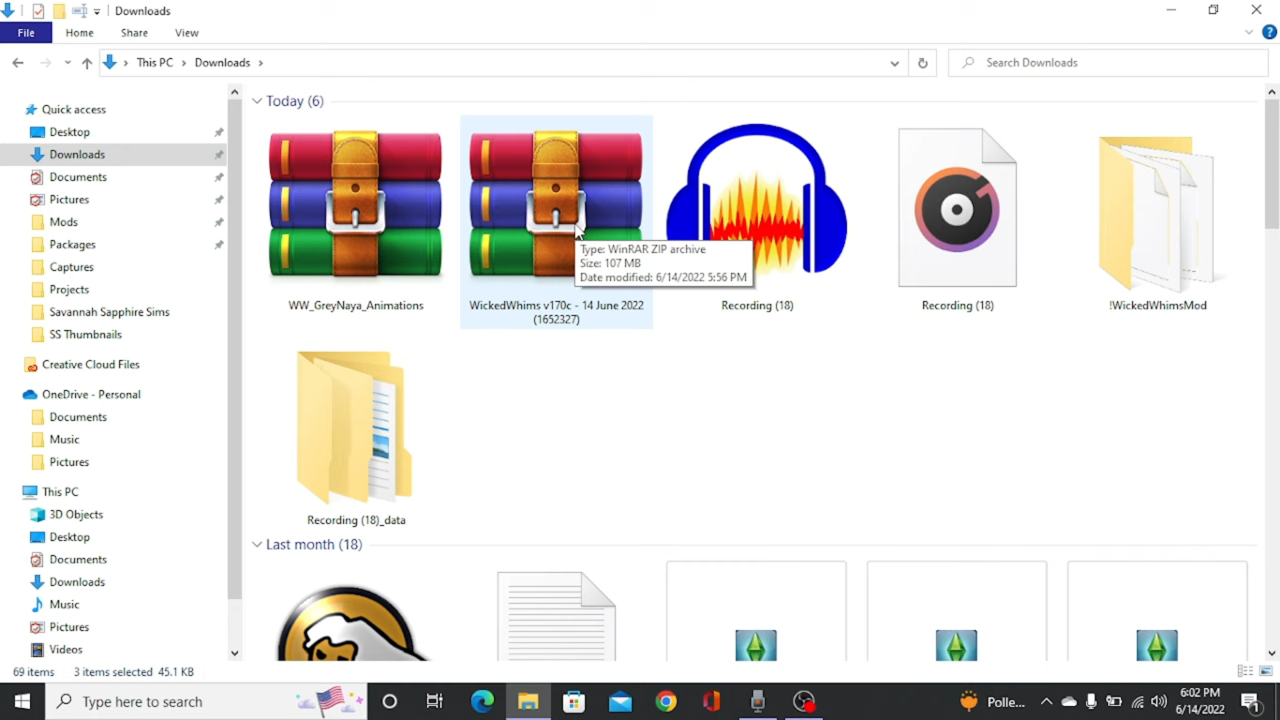 Downloads
File
Home
Share
View
This PC
Downloads
Search Downloads
Quick access
Desktop
Downloads
Documents
Pictures
Mods
Packages
Captures
Projects
Savannah Sapphire Sims
SS Thumbnails
Creative Cloud Files
OneDrive - Personal
Documents
Music
Pictures
This PC
3D Objects
Desktop
Documents
Downloads
Music
Pictures
Videos
Today (6)
WW_GreyNaya_Animations
WickedWhims v170c - 14 June 2022
(1652327)
Type: WinRAR ZIP archive
Size: 107 MB
Date modified: 6/14/2022 5:56 PM
Recording (18)
Recording (18)
!WickedWhimsMod
Recording (18)_data
Last month (18)
69 items
3 items selected 45.1 KB
Type here to search
Polle...
6:02 PM
6/14/2022
1